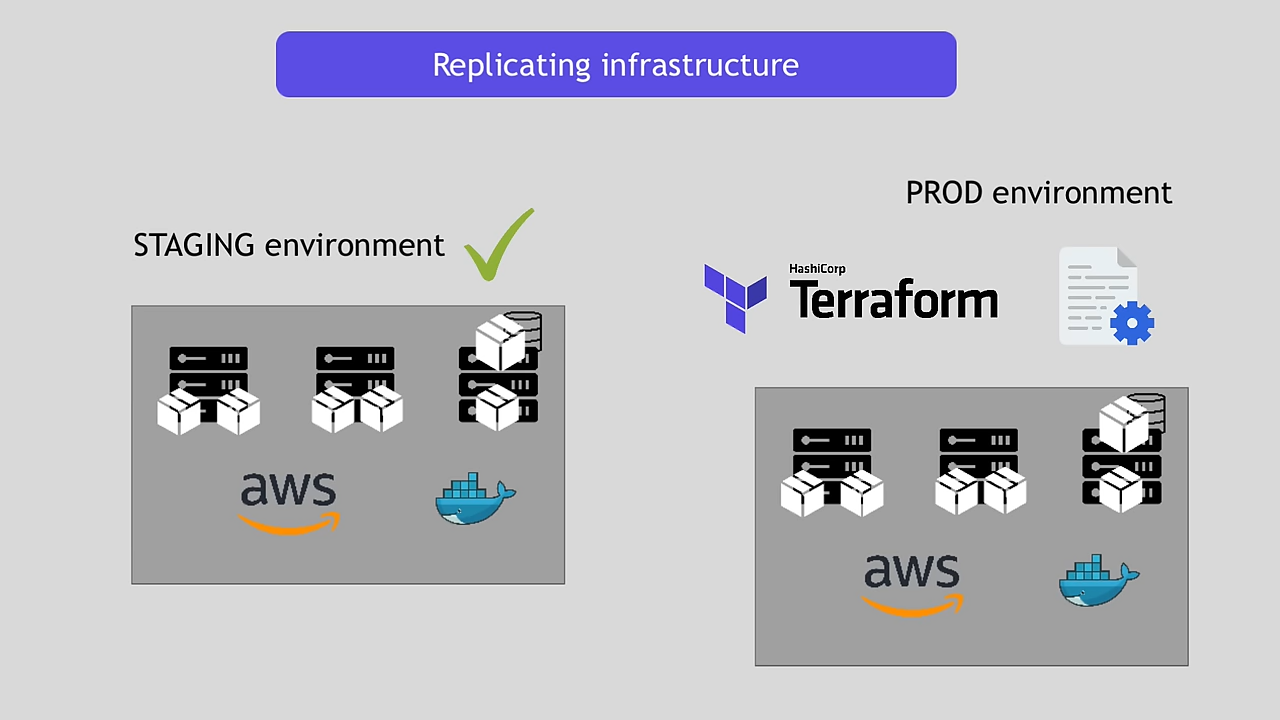 Replicating infrastructure
STAGING environment
aws
PROD environment
HashiCorp
Terraform
aws